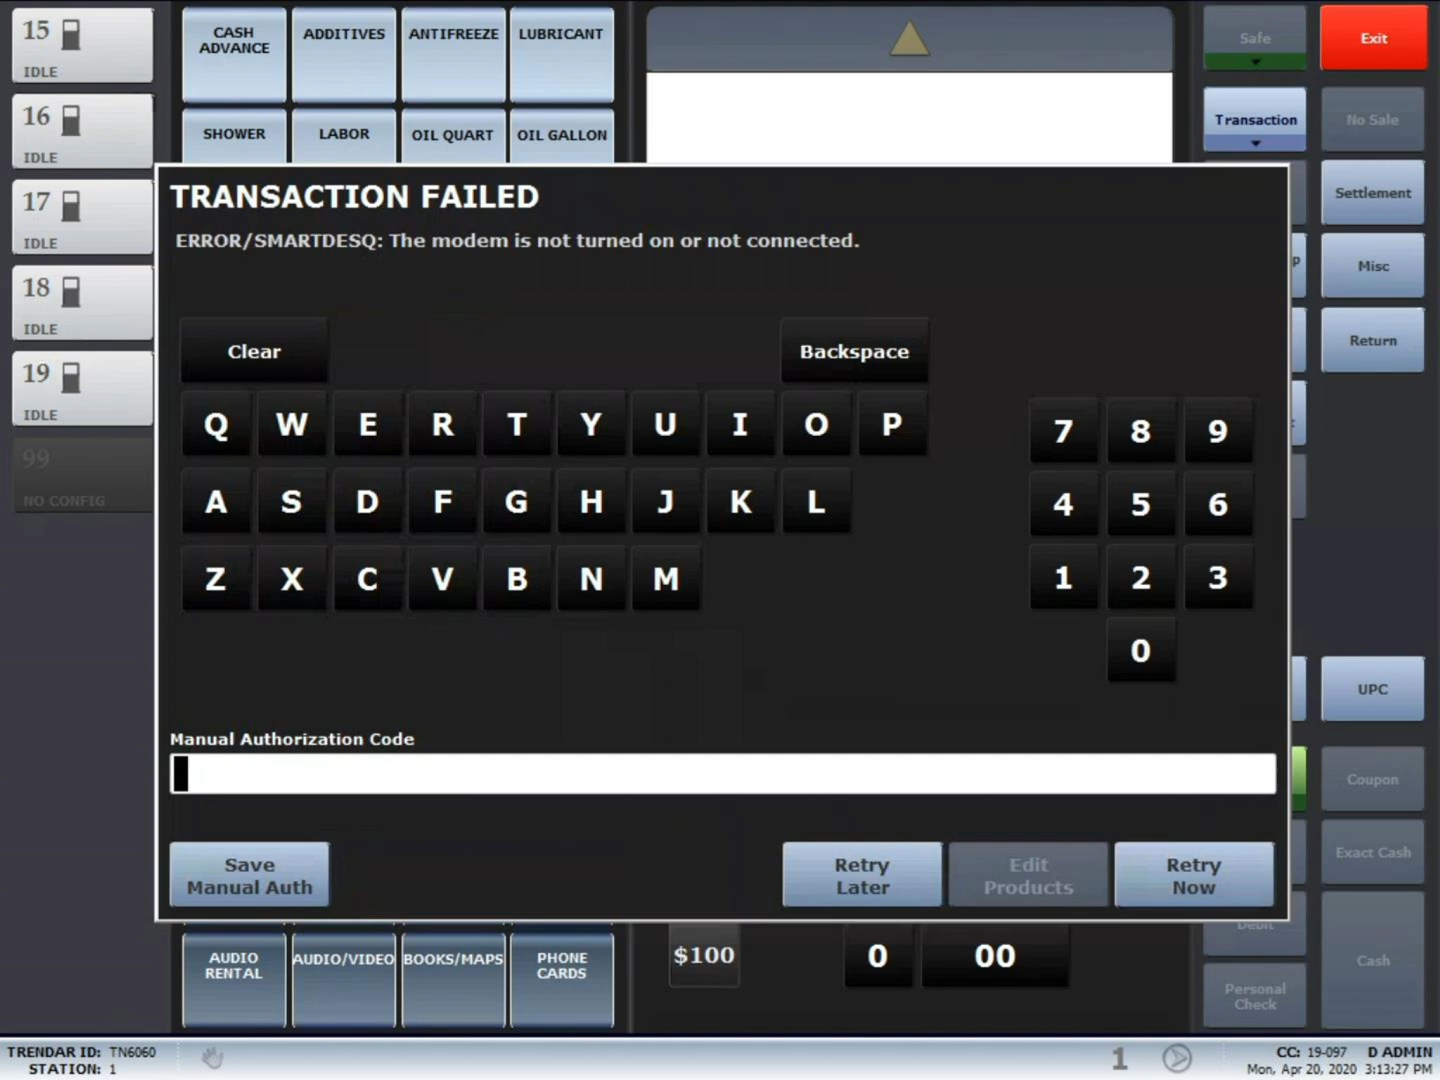 15
IDLE
16
IDLE
17
IDLE
18
IDLE
19
IDLE
99
NO CONFIG
CASH
ADVANCE
ADDITIVES
ANTIFREEZE
LUBRICANT
SHOWER
LABOR
OIL QUART
OIL GALLON
Safe
Exit
Transaction
No Sale
Settlement
Misc
Return
TRANSACTION FAILED
ERROR/SMARTDESQ: The modem is not turned on or not connected.
Clear
Backspace
Q W E R T Y U I O P
A S D F G H J K L
Z X C V B N M
7 8 9
4 5 6
1 2 3
0
Manual Authorization Code
Save
Manual Auth
Retry
Later
Edit
Products
Retry
Now
UPC
Coupon
Exact Cash
Debit
Cash
Personal
Check
AUDIO
RENTAL
AUDIO/VIDEO
BOOKS/MAPS
PHONE
CARDS
$100
0
00
TRENDAR ID: TN6060
STATION: 1
1
CC: 19-097 D ADMIN
Mon, Apr 20, 2020 3:13:27 PM